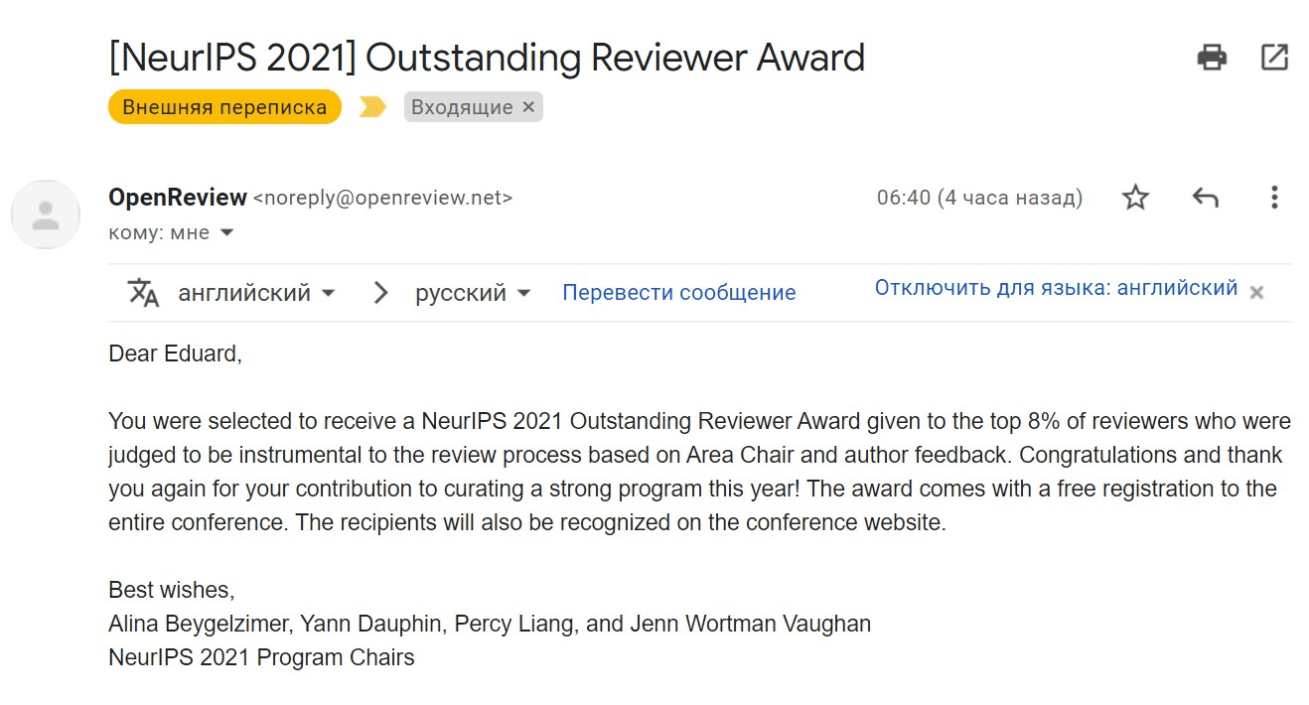 [NeurIPS 2021] Outstanding Reviewer Award
Внешняя переписка Входящие ×
OpenReview <noreply@openreview.net> 06:40 (4 часа назад)
кому: мне
английский русский Перевести сообщение Отключить для языка: английский ×
Dear Eduard,
You were selected to receive a NeurIPS 2021 Outstanding Reviewer Award given to the top 8% of reviewers who were
judged to be instrumental to the review process based on Area Chair and author feedback. Congratulations and thank
you again for your contribution to curating a strong program this year! The award comes with a free registration to the
entire conference. The recipients will also be recognized on the conference website.
Best wishes,
Alina Beygelzimer, Yann Dauphin, Percy Liang, and Jenn Wortman Vaughan
NeurIPS 2021 Program Chairs